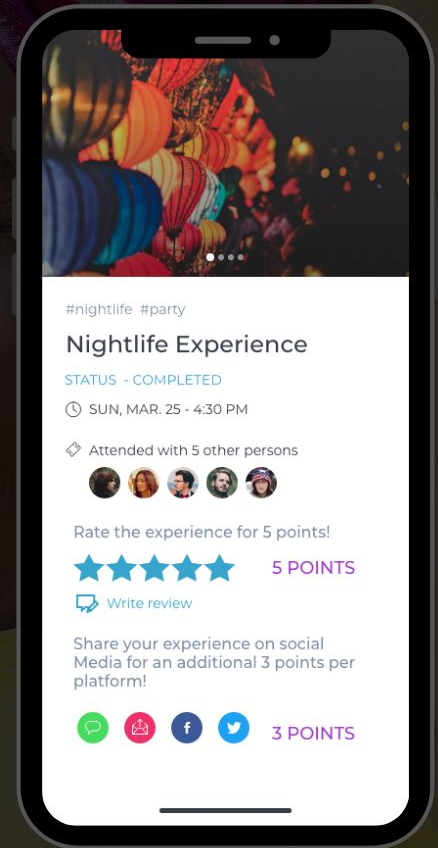 #nightlife #party
Nightlife Experience
STATUS - COMPLETED
SUN, MAR. 25 - 4:30 PM
Attended with 5 other persons
Rate the experience for 5 points!
5 POINTS
Write review
Share your experience on social
Media for an additional 3 points per
platform!
f
3 POINTS